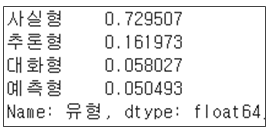 사실형 0.729507
추론형 0.161973
대화형 0.058027
예측형 0.050493
Name: 유형, dtype: float64,